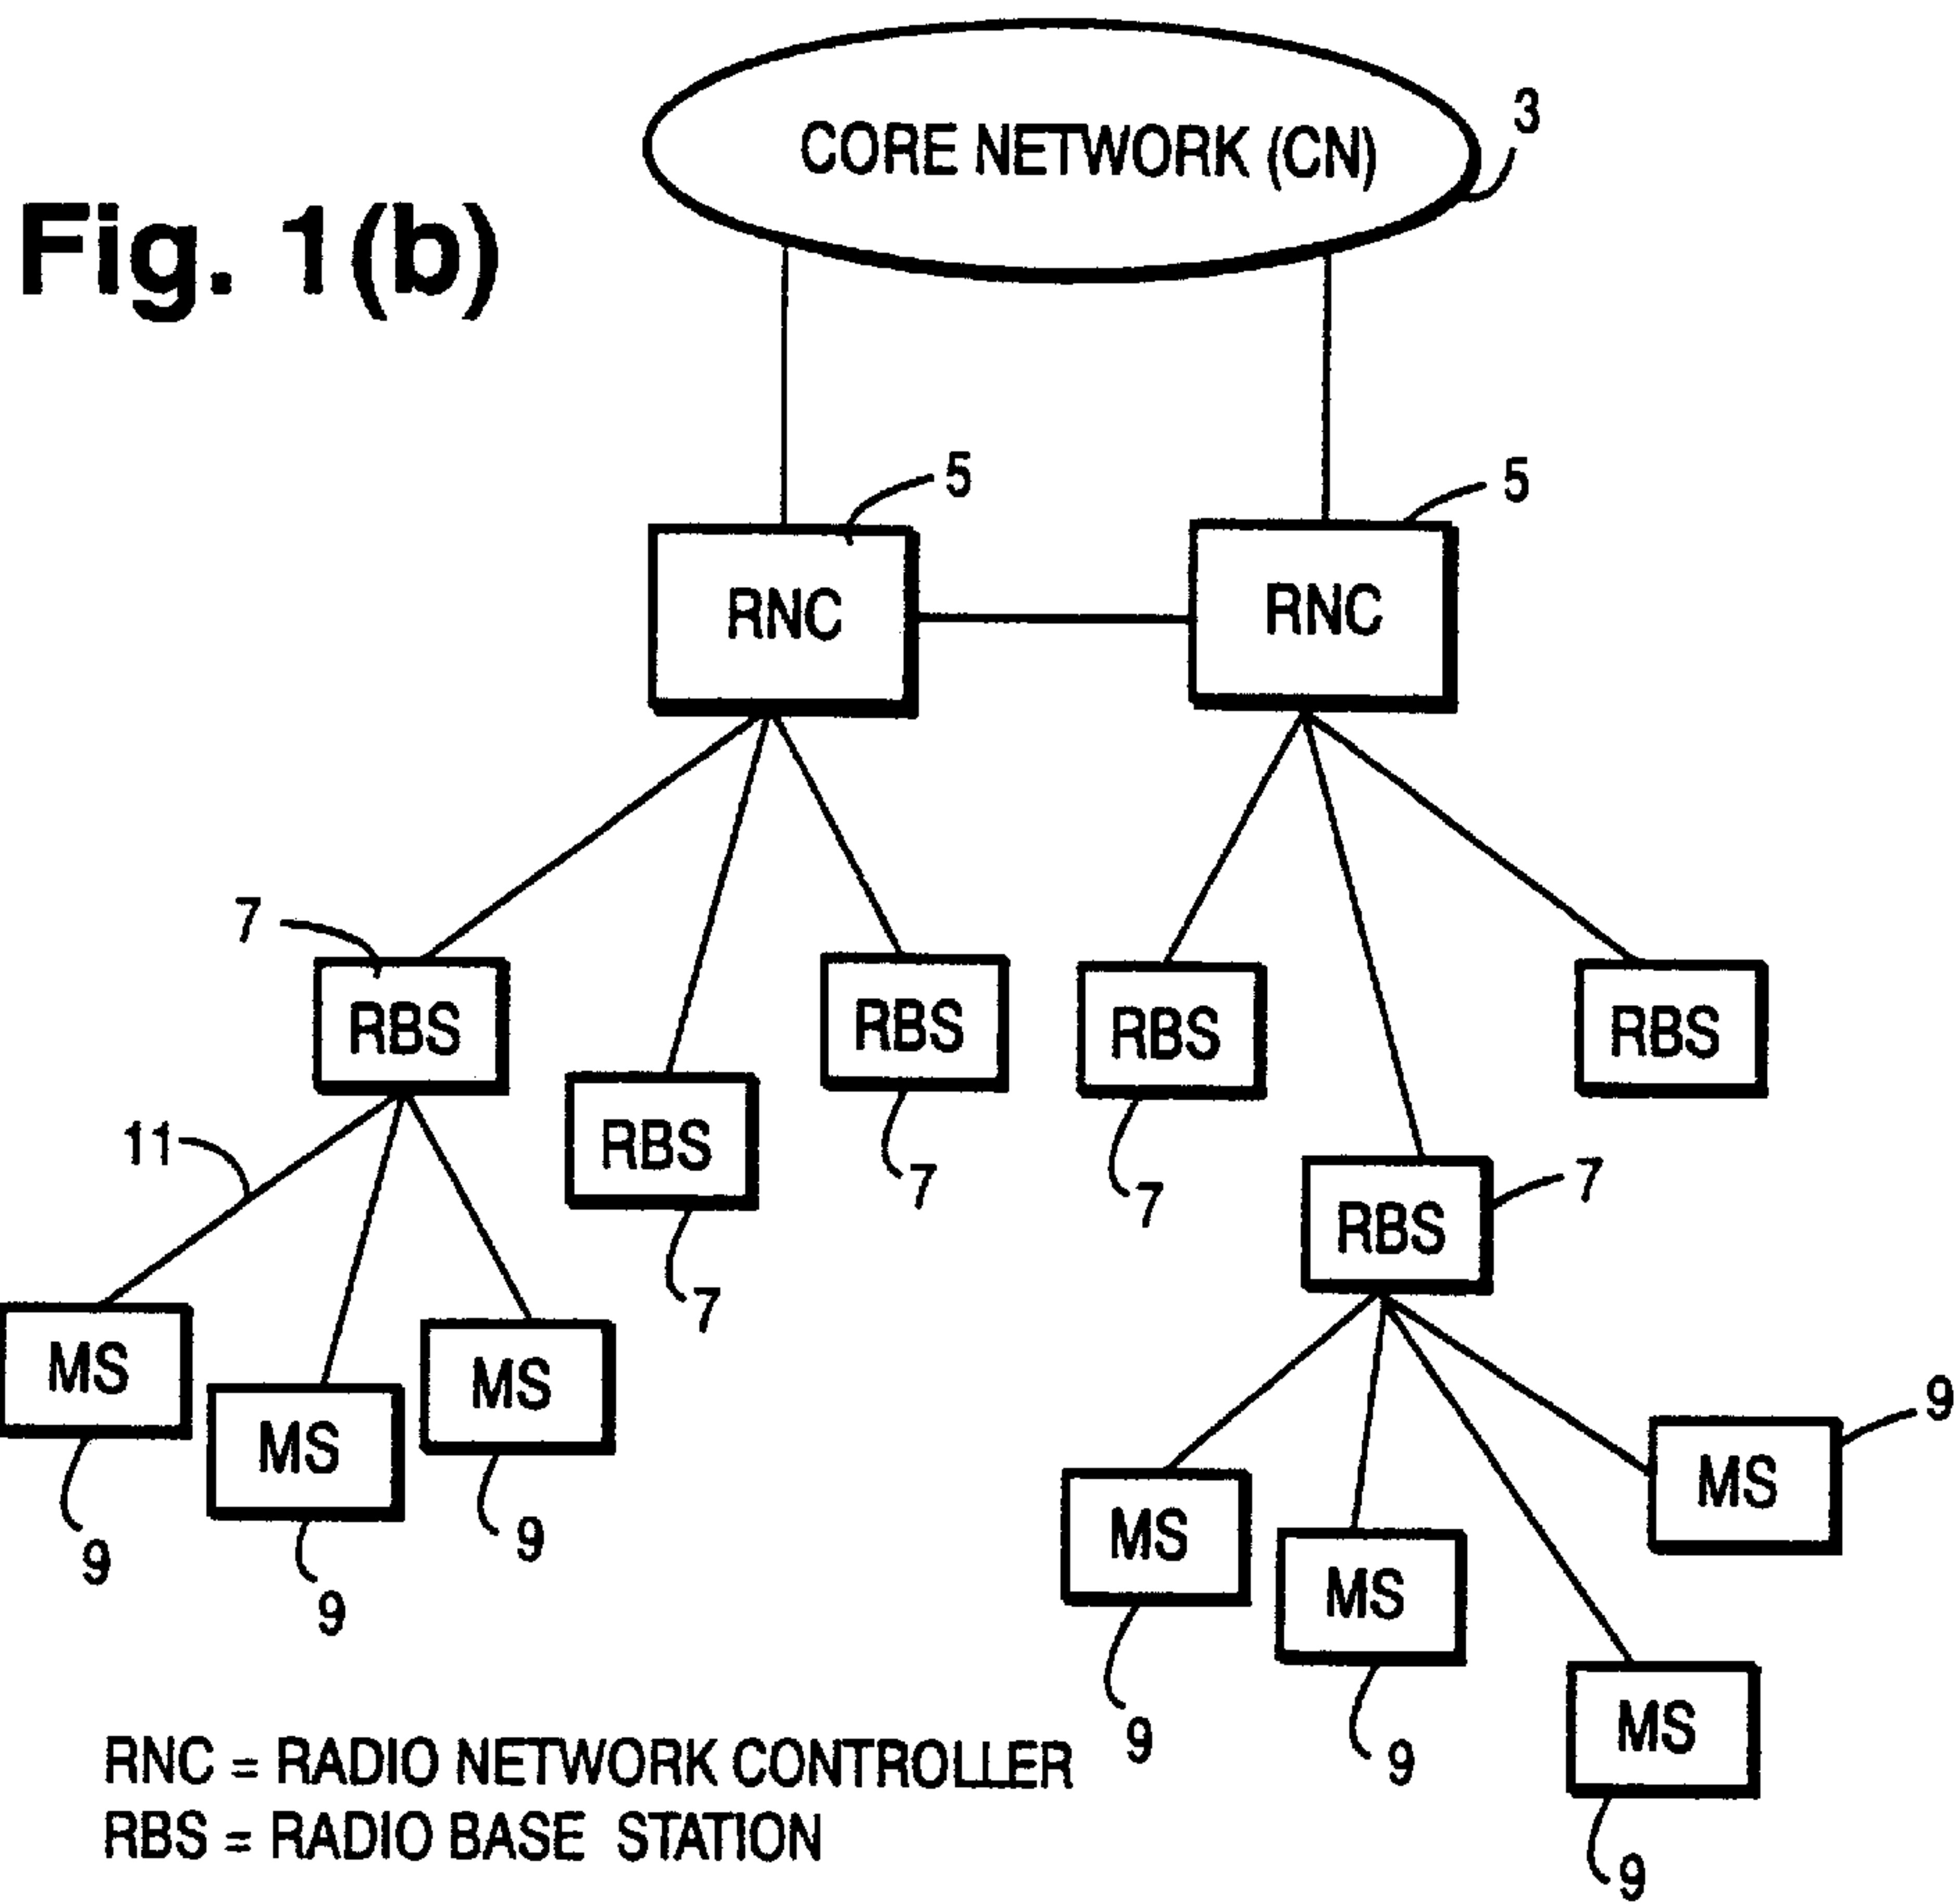 CORE NETWORK (CN)
3
Fig. 1(b)
5
5
RNC
RNC
7
RBS
RBS
RBS
RBS
RBS
11
7
7
RBS
7
7
MS
MS
MS
9
MS
9
9
9
MS
MS
MS
9
9
9
RNC = RADIO NETWORK CONTROLLER
RBS = RADIO BASE STATION
9